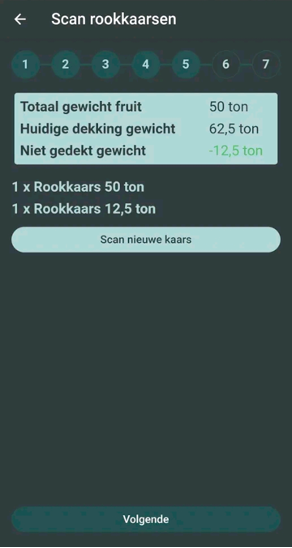 Scan rookkaarsen
1 2 3 4 5 6 7
Totaal gewicht fruit 50 ton
Huidige dekking gewicht 62,5 ton
Niet gedekt gewicht -12,5 ton
1 x Rookkaars 50 ton
1 x Rookkaars 12,5 ton
Scan nieuwe kaars
Volgende